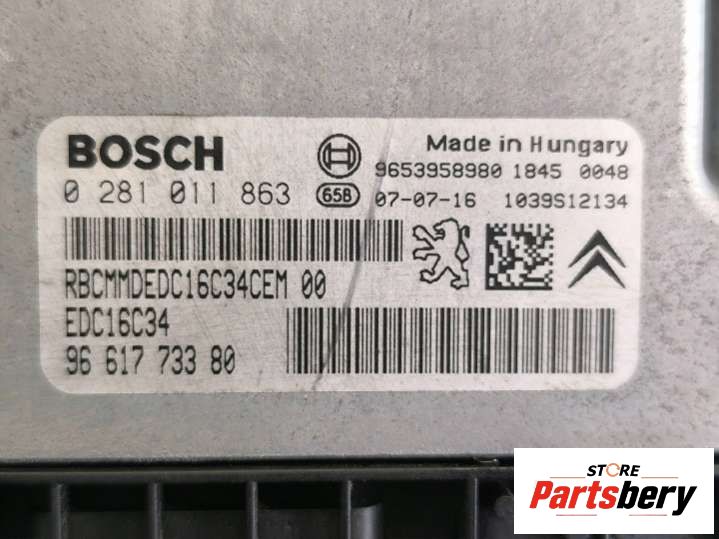 BOSCH
Made in Hungary
9653958980 1845 0048
0 281 011 863 65B 07-07-16 1039S12134
RBCMMDEDC16C34CEM 00
EDC16C34
96 617 733 80
STORE
Partsbery